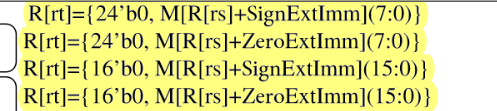 R[rt]={24’b0, M[R[rs]+SignExtImm](7:0)}
R[rt]={24’b0, M[R[rs]+ZeroExtImm](7:0)}
R[rt]={16’b0, M[R[rs]+SignExtImm](15:0)}
R[rt]={16’b0, M[R[rs]+ZeroExtImm](15:0)}